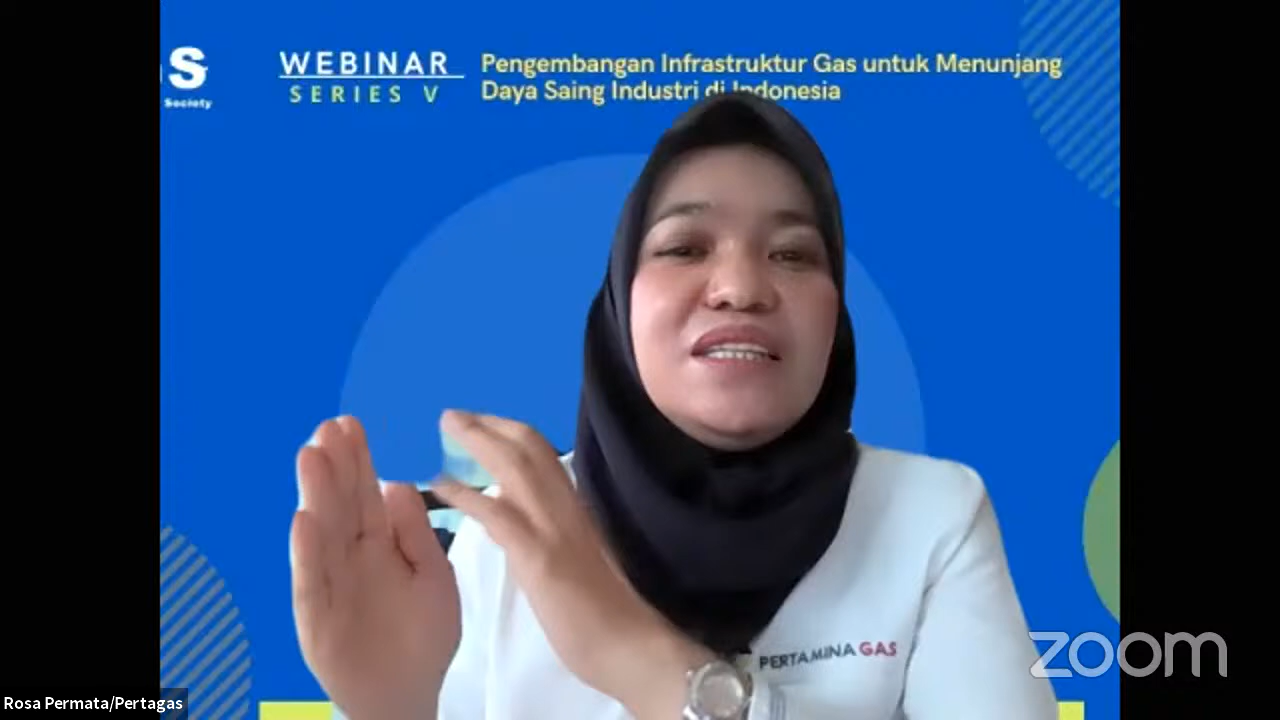 S
Society
WEBINAR
SERIES V
Pengembangan Infrastruktur Gas untuk Menunjang
Daya Saing Industri di Indonesia
PERTAMINA GAS
zoom
Rosa Permata/Pertagas